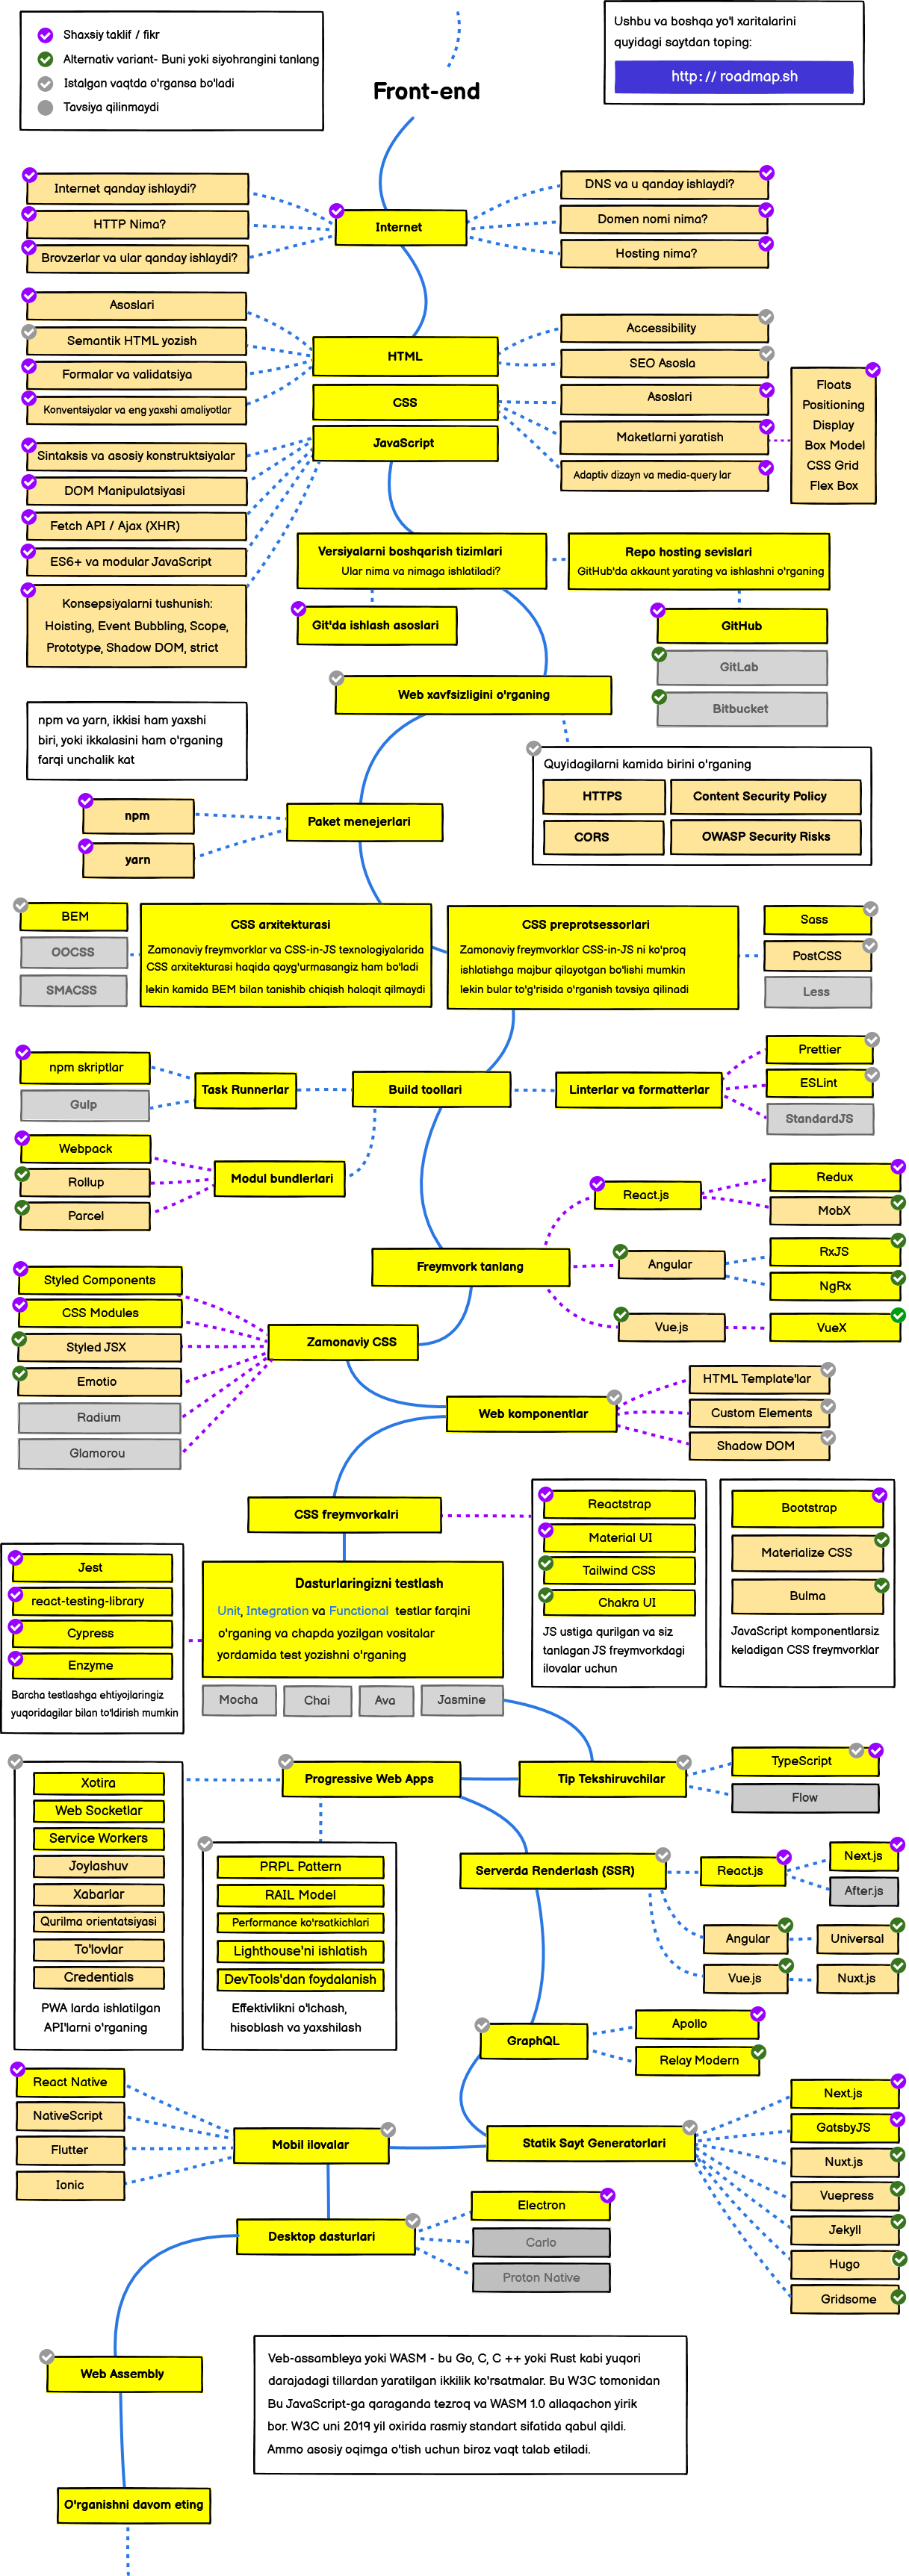 Shaxsiy taklif / fikr
Alternativ variant- Buni yoki siyohrangini tanlang
Istalgan vaqtda o'rgansa bo'ladi
Tavsiya qilinmaydi
Ushbu va boshqa yo'l xaritalarini
quyidagi saytdan toping:
http: // roadmap.sh
Front-end
Internet qanday ishlaydi?
HTTP Nima?
Brovzerlar va ular qanday ishlaydi?
Internet
DNS va u qanday ishlaydi?
Domen nomi nima?
Hosting nima?
Asoslari
Semantik HTML yozish
Formalar va validatsiya
Konventsiyalar va eng yaxshi amaliyotlar
HTML
CSS
JavaScript
Accessibility
SEO Asosla
Asoslari
Maketlarni yaratish
Adaptiv dizayn va media-query lar
Floats
Positioning
Display
Box Model
CSS Grid
Flex Box
Sintaksis va asosiy konstruktsiyalar
DOM Manipulatsiyasi
Fetch API / Ajax (XHR)
ES6+ va modular JavaScript
Konsepsiyalarni tushunish:
Hoisting, Event Bubbling, Scope,
Prototype, Shadow DOM, strict
Versiyalarni boshqarish tizimlari
Ular nima va nimaga ishlatiladi?
Repo hosting sevislari
GitHub'da akkaunt yarating va ishlashni o'rganing
Git'da ishlash asoslari
GitHub
GitLab
Bitbucket
Web xavfsizligini o'rganing
npm va yarn, ikkisi ham yaxshi
biri, yoki ikkalasini ham o'rganing
farqi unchalik kat
Quyidagilarni kamida birini o'rganing
HTTPS
Content Security Policy
CORS
OWASP Security Risks
npm
yarn
Paket menejerlari
BEM
OOCSS
SMACSS
CSS arxitekturasi
Zamonaviy freymvorklar va CSS-in-JS texnologiyalarida
CSS arxitekturasi haqida qayg'urmasangiz ham bo'ladi
lekin kamida BEM bilan tanishib chiqish halaqit qilmaydi
CSS preprotsessorlari
Zamonaviy freymvorklar CSS-in-JS ni ko'proq
ishlatishga majbur qilayotgan bo'lishi mumkin
lekin bular to'g'risida o'rganish tavsiya qilinadi
Sass
PostCSS
Less
npm skriptlar
Gulp
Task Runnerlar
Build toollari
Linterlar va formatterlar
Prettier
ESLint
StandardJS
Webpack
Rollup
Parcel
Modul bundlerlari
React.js
Redux
MobX
Freymvork tanlang
Angular
RxJS
NgRx
Vue.js
VueX
Styled Components
CSS Modules
Styled JSX
Emotio
Radium
Glamorou
Zamonaviy CSS
Web komponentlar
HTML Template'lar
Custom Elements
Shadow DOM
CSS freymvorkalri
Reactstrap
Material UI
Tailwind CSS
Chakra UI
JS ustiga qurilgan va siz
tanlagan JS freymvorkdagi
ilovalar uchun
Bootstrap
Materialize CSS
Bulma
JavaScript komponentlarsiz
keladigan CSS freymvorklar
Jest
react-testing-library
Cypress
Enzyme
Barcha testlashga ehtiyojlaringiz
yuqoridagilar bilan to'ldirish mumkin
Dasturlaringizni testlash
Unit, Integration va Functional testlar farqini
o'rganing va chapda yozilgan vositalar
yordamida test yozishni o'rganing
Mocha
Chai
Ava
Jasmine
Progressive Web Apps
Tip Tekshiruvchilar
TypeScript
Flow
Xotira
Web Socketlar
Service Workers
Joylashuv
Xabarlar
Qurilma orientatsiyasi
To'lovlar
Credentials
PWA larda ishlatilgan
API'larni o'rganing
PRPL Pattern
RAIL Model
Performance ko'rsatkichlari
Lighthouse'ni ishlatish
DevTools'dan foydalanish
Effektivlikni o'lchash,
hisoblash va yaxshilash
Serverda Renderlash (SSR)
React.js
Next.js
After.js
Angular
Universal
Vue.js
Nuxt.js
GraphQL
Apollo
Relay Modern
React Native
NativeScript
Flutter
Ionic
Mobil ilovalar
Statik Sayt Generatorlari
Next.js
GatsbyJS
Nuxt.js
Vuepress
Jekyll
Hugo
Gridsome
Desktop dasturlari
Electron
Carlo
Proton Native
Web Assembly
Veb-assambleya yoki WASM - bu Go, C, C ++ yoki Rust kabi yuqori
darajadagi tillardan yaratilgan ikkilik ko'rsatmalar. Bu W3C tomonidan
Bu JavaScript-ga qaraganda tezroq va WASM 1.0 allaqachon yirik
bor. W3C uni 2019 yil oxirida rasmiy standart sifatida qabul qildi.
Ammo asosiy oqimga o'tish uchun biroz vaqt talab etiladi.
O'rganishni davom eting